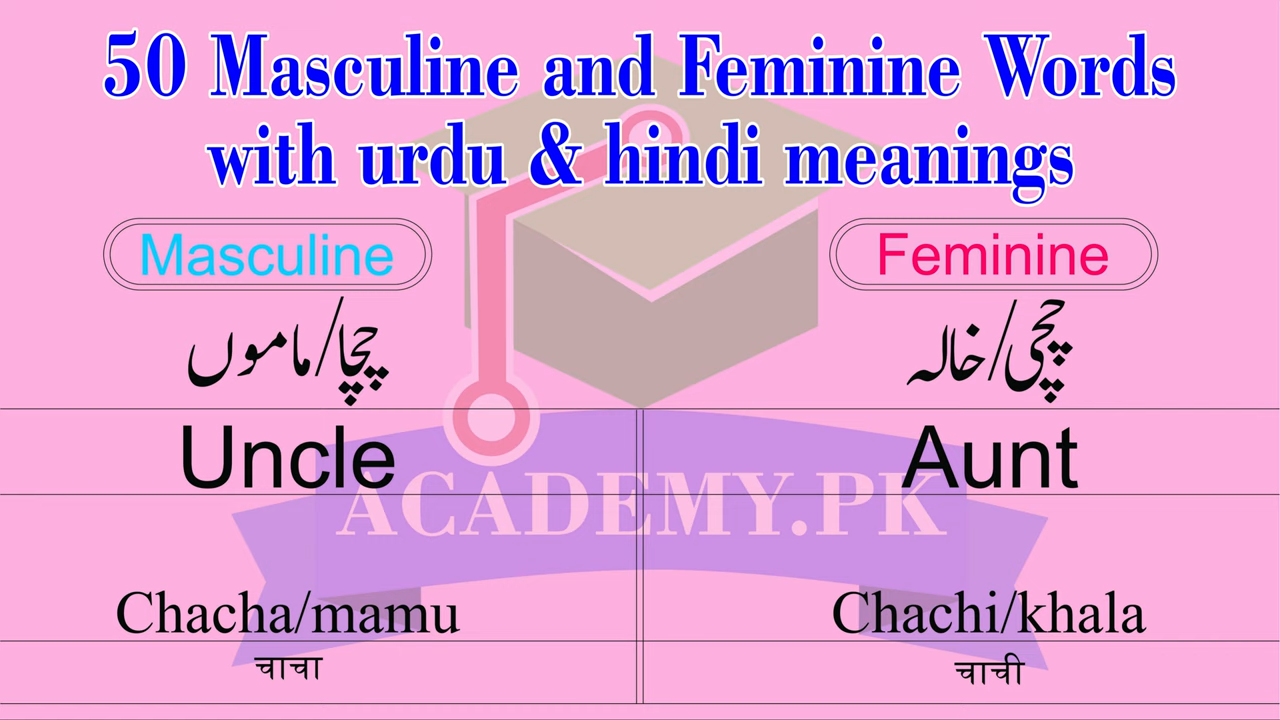 50 Masculine and Feminine Words
with urdu & hindi meanings
Masculine Feminine
چچا/ماموں چچی/خالہ
Uncle Aunt
ACADEMY.PK
Chacha/mamu Chachi/khala
चाचा चाची